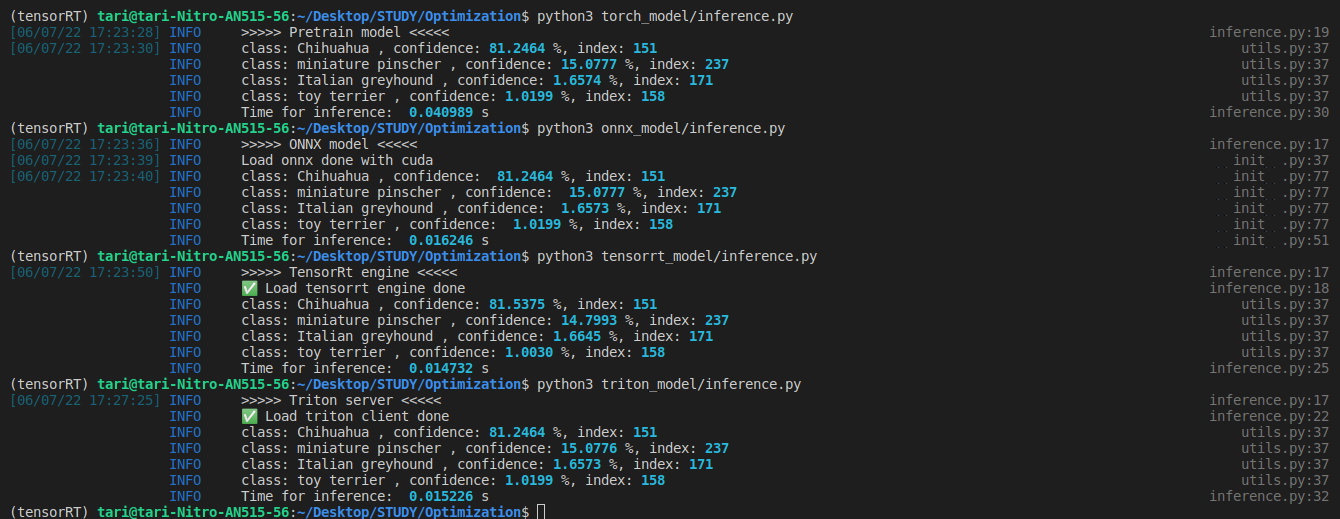 (tensorRT) tari@tari-Nitro-AN515-56:~/Desktop/STUDY/Optimization$ python3 torch_model/inference.py
[06/07/22 17:23:28] INFO >>>>> Pretrain model <<<<< inference.py:19
[06/07/22 17:23:30] INFO class: Chihuahua , confidence: 81.2464 %, index: 151 utils.py:37
INFO class: miniature pinscher , confidence: 15.0777 %, index: 237 utils.py:37
INFO class: Italian greyhound , confidence: 1.6574 %, index: 171 utils.py:37
INFO class: toy terrier , confidence: 1.0199 %, index: 158 utils.py:37
INFO Time for inference:  0.040989 s inference.py:30
(tensorRT) tari@tari-Nitro-AN515-56:~/Desktop/STUDY/Optimization$ python3 onnx_model/inference.py
[06/07/22 17:23:36] INFO >>>>> ONNX model <<<<< inference.py:17
[06/07/22 17:23:39] INFO Load onnx done with cuda __init__.py:37
[06/07/22 17:23:40] INFO class: Chihuahua , confidence:  81.2464 %, index: 151 __init__.py:77
INFO class: miniature pinscher , confidence:  15.0777 %, index: 237 __init__.py:77
INFO class: Italian greyhound , confidence:  1.6573 %, index: 171 __init__.py:77
INFO class: toy terrier , confidence:  1.0199 %, index: 158 __init__.py:77
INFO Time for inference:  0.016246 s __init__.py:51
(tensorRT) tari@tari-Nitro-AN515-56:~/Desktop/STUDY/Optimization$ python3 tensorrt_model/inference.py
[06/07/22 17:23:50] INFO >>>>> TensorRt engine <<<<< inference.py:17
INFO ✅ Load tensorrt engine done inference.py:18
INFO class: Chihuahua , confidence: 81.5375 %, index: 151 utils.py:37
INFO class: miniature pinscher , confidence: 14.7993 %, index: 237 utils.py:37
INFO class: Italian greyhound , confidence: 1.6645 %, index: 171 utils.py:37
INFO class: toy terrier , confidence: 1.0030 %, index: 158 utils.py:37
INFO Time for inference:  0.014732 s inference.py:25
(tensorRT) tari@tari-Nitro-AN515-56:~/Desktop/STUDY/Optimization$ python3 triton_model/inference.py
[06/07/22 17:27:25] INFO >>>>> Triton server <<<<< inference.py:17
INFO ✅ Load triton client done inference.py:22
INFO class: Chihuahua , confidence: 81.2464 %, index: 151 utils.py:37
INFO class: miniature pinscher , confidence: 15.0776 %, index: 237 utils.py:37
INFO class: Italian greyhound , confidence: 1.6573 %, index: 171 utils.py:37
INFO class: toy terrier , confidence: 1.0199 %, index: 158 utils.py:37
INFO Time for inference:  0.015226 s inference.py:32
(tensorRT) tari@tari-Nitro-AN515-56:~/Desktop/STUDY/Optimization$